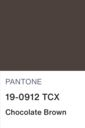 PANTONE
19-0912 TCX
Chocolate Brown